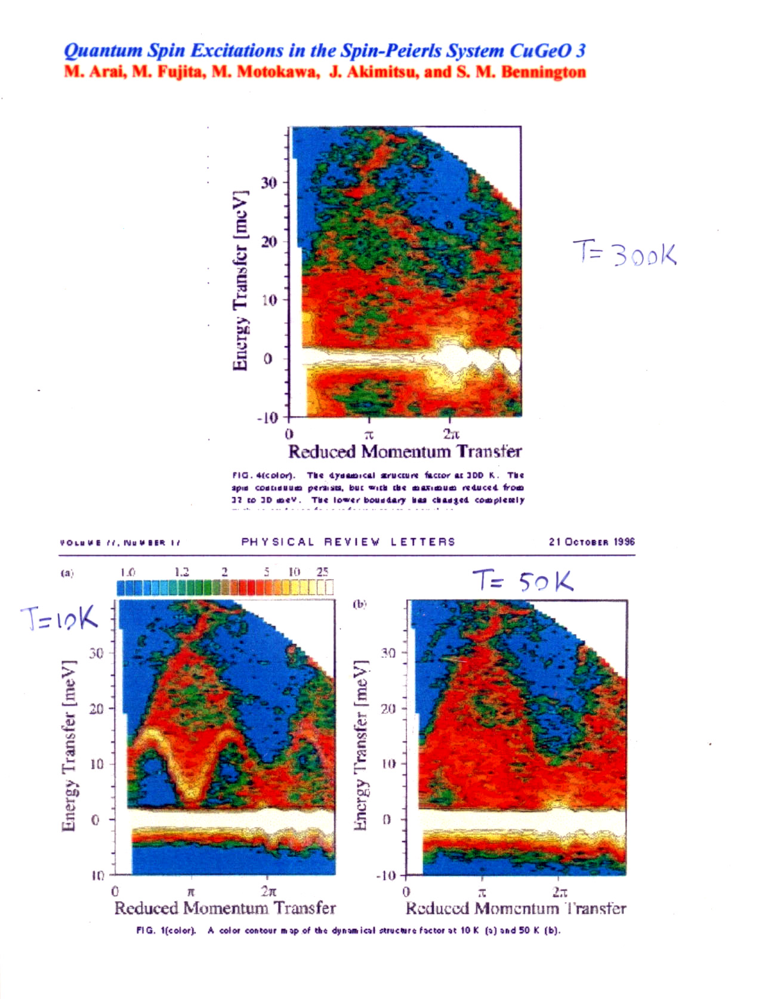 Quantum Spin Excitations in the Spin-Peierls System CuGeO 3
M. Arai, M. Fujita, M. Motokawa, J. Akimitsu, and S. M. Bennington
Energy Transfer [meV]
30
20
10
0
-10
0 π 2π
Reduced Momentum Transfer
T= 300K
FIG. 4(color). The dynamical structure factor at 300 K. The
spin continuum persists, but with the maximum reduced from
32 to 30 meV. The lower boundary has changed completely
VOLUME 77, NUMBER 17 PHYSICAL REVIEW LETTERS 21 OCTOBER 1996
(a) 1.0 1.2 2 5 10 25
T=10K
Energy Transfer [meV]
30
20
10
0
10
0 π 2π
Reduced Momentum Transfer
T= 50K
(b)
Energy Transfer [meV]
30
20
10
0
-10
0 π 2π
Reduced Momentum Transfer
FIG. 1(color). A color contour map of the dynamical structure factor at 10 K (a) and 50 K (b).